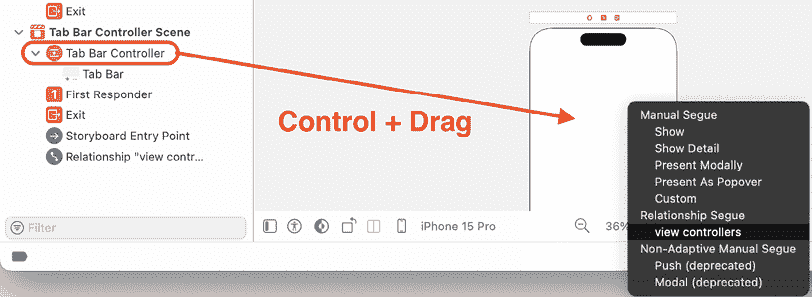 Exit
Tab Bar Controller Scene
Tab Bar Controller
Tab Bar
1 First Responder
Exit
Storyboard Entry Point
Relationship "view contr...
Filter
Control + Drag
iPhone 15 Pro
36%
Manual Segue
Show
Show Detail
Present Modally
Present As Popover
Custom
Relationship Segue
view controllers
Non-Adaptive Manual Segue
Push (deprecated)
Modal (deprecated)